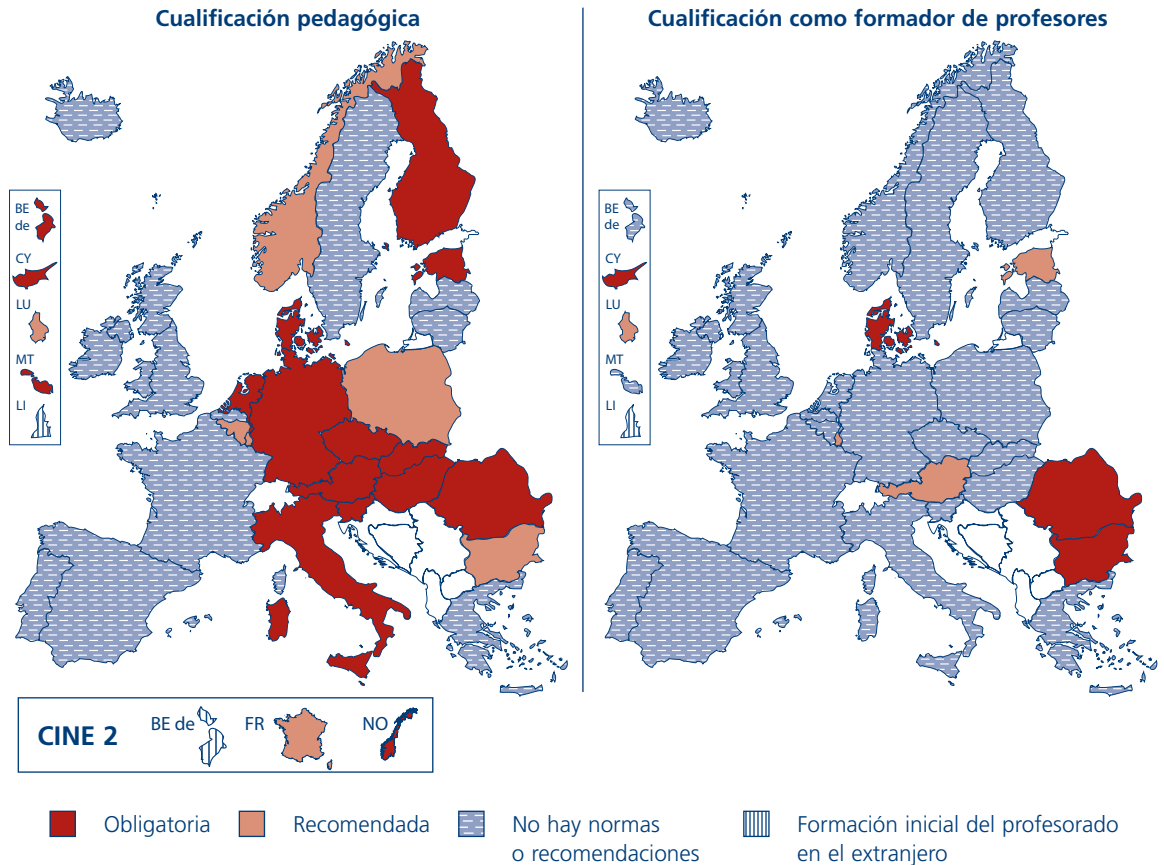 Cualificación pedagógica
Cualificación como formador de profesores
BE
de
CY
LU
MT
LI
BE
de
CY
LU
MT
LI
CINE 2
BE de
FR
NO
Obligatoria
Recomendada
No hay normas
o recomendaciones
Formación inicial del profesorado
en el extranjero